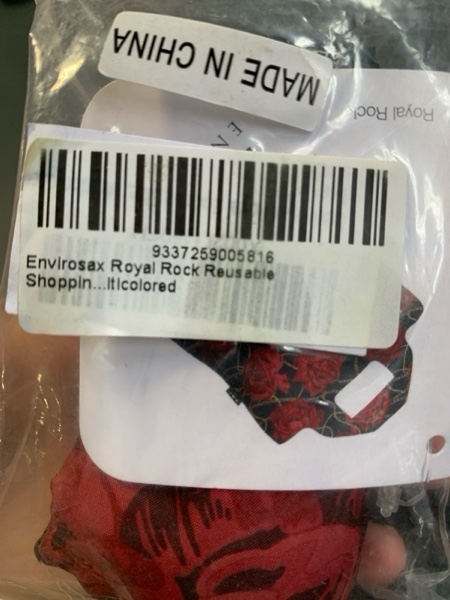 MADE IN CHINA
Royal Rock
9337259005816
Envirosax Royal Rock Reusable
Shoppin...lticolored